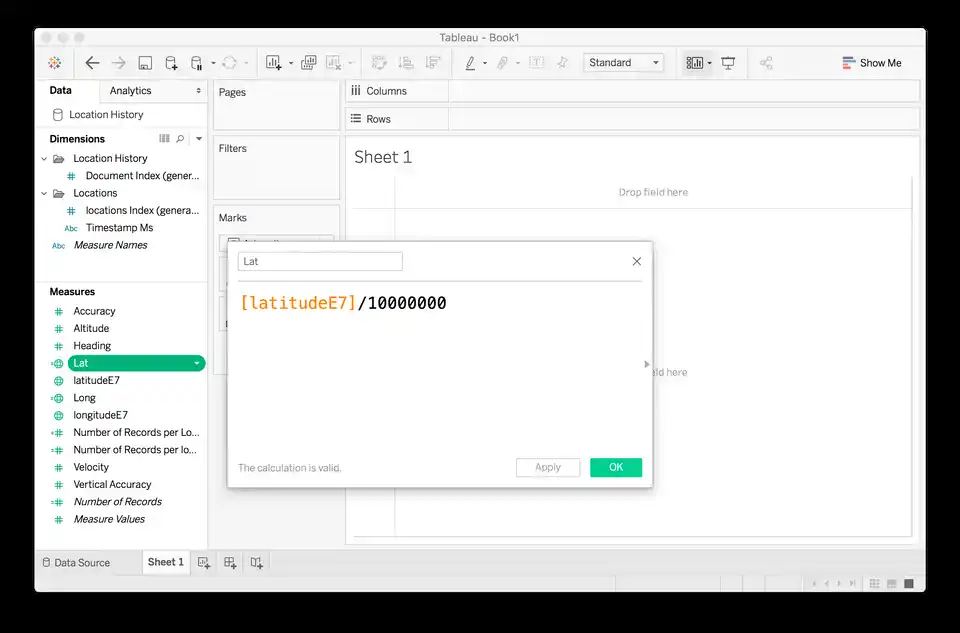 Tableau - Book1
Standard
Show Me
Data
Analytics
Pages
Columns
Location History
Rows
Dimensions
Filters
Location History
Document Index (gener...
Locations
locations Index (genera...
Abc Timestamp Ms
Abc Measure Names
Sheet 1
Drop field here
Marks
Lat
[latitudeE7]/10000000
Measures
Accuracy
Altitude
Heading
Lat
latitudeE7
Long
longitudeE7
Number of Records per Lo...
Number of Records per lo...
Velocity
Vertical Accuracy
Number of Records
Measure Values
here
The calculation is valid.
Apply
OK
Data Source
Sheet 1